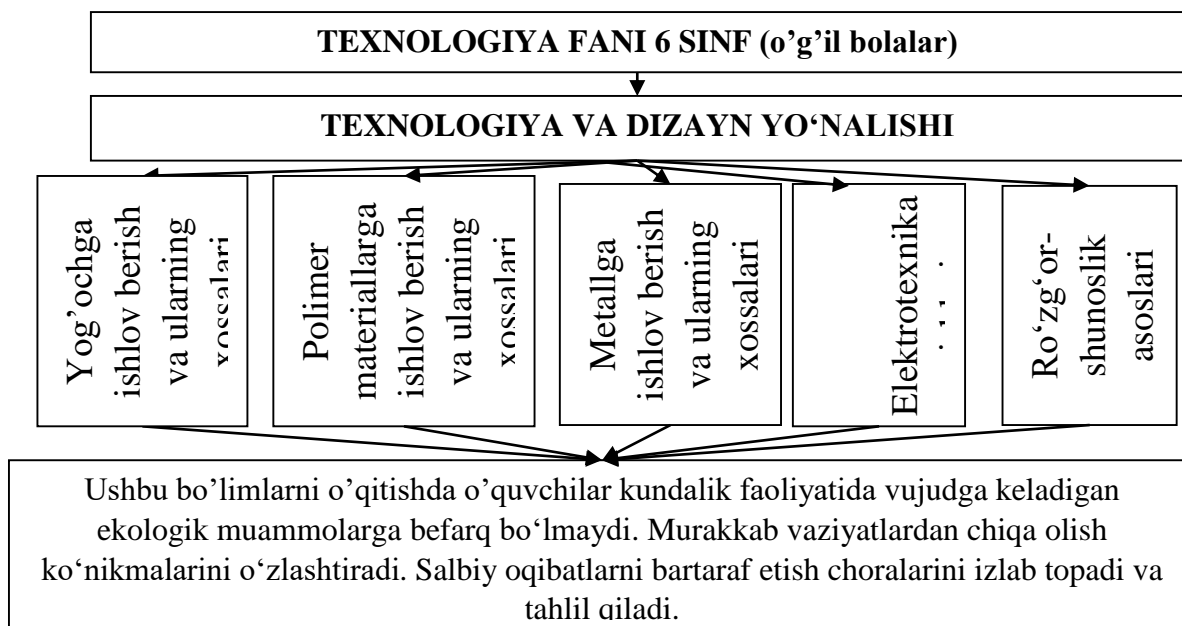 TEXNOLOGIYA FANI 6 SINF (o’g’il bolalar)
TEXNOLOGIYA VA DIZAYN YO‘NALISHI
Yog’ochga
ishlov berish
va ularning
xossalari
Polimer
materiallarga
ishlov berish
va ularning
xossalari
Metallga
ishlov berish
va ularning
xossalari
Elektrotexnika
Ro‘zg‘or-
shunoslik
asoslari
Ushbu bo’limlarni o’qitishda o’quvchilar kundalik faoliyatida vujudga keladigan
ekologik muammolarga befarq bo‘lmaydi. Murakkab vaziyatlardan chiqa olish
ko‘nikmalarini o‘zlashtiradi. Salbiy oqibatlarni bartaraf etish choralarini izlab topadi va
tahlil qiladi.